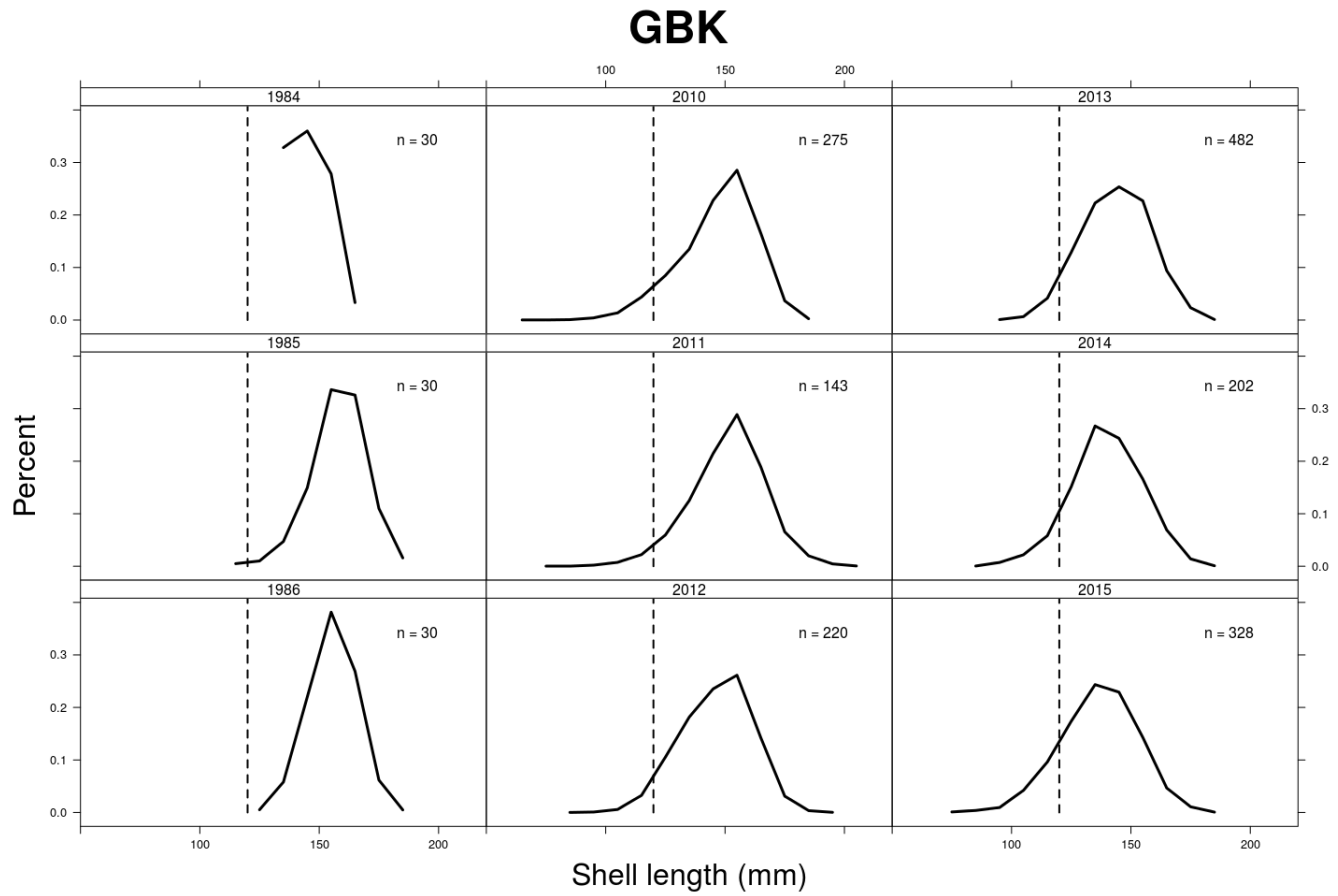 GBK
100 150 200
1984 2010 2013
n = 30 n = 275 n = 482
0.3
0.2
0.1
0.0
1985 2011 2014
n = 30 n = 143 n = 202
0.3
0.2
0.1
0.0
Percent
1986 2012 2015
n = 30 n = 220 n = 328
0.3
0.2
0.1
0.0
100 150 200 100 150 200
Shell length (mm)